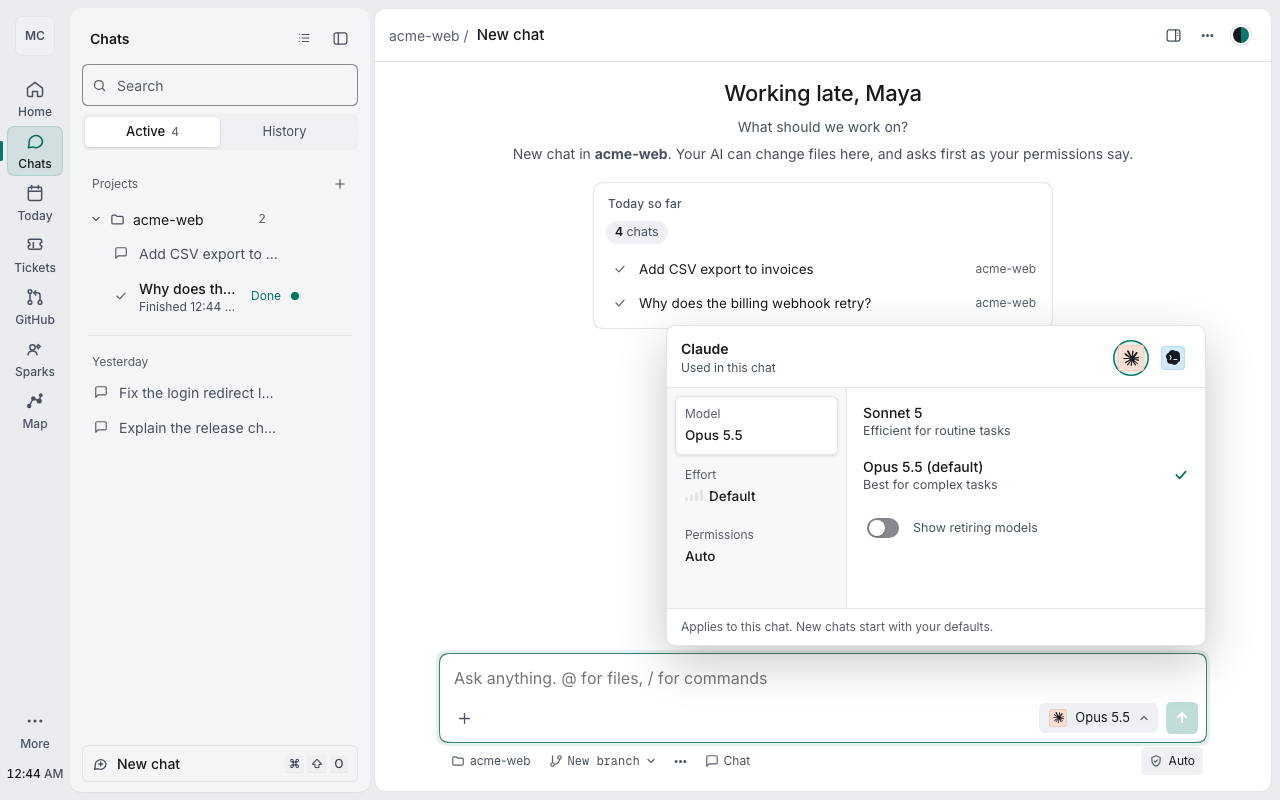 MC
Home
Chats
Today
Tickets
GitHub
Sparks
Map
More
12:44 AM
Chats
Search
Active 4
History
Projects
acme-web 2
Add CSV export to ...
Why does th... Done
Finished 12:44 ...
Yesterday
Fix the login redirect l...
Explain the release ch...
New chat ⌘ ⇧ O
acme-web / New chat
Working late, Maya
What should we work on?
New chat in acme-web. Your AI can change files here, and asks first as your permissions say.
Today so far
4 chats
Add CSV export to invoices acme-web
Why does the billing webhook retry? acme-web
Claude
Used in this chat
Model
Opus 5.5
Effort
Default
Permissions
Auto
Sonnet 5
Efficient for routine tasks
Opus 5.5 (default)
Best for complex tasks
Show retiring models
Applies to this chat. New chats start with your defaults.
Ask anything. @ for files, / for commands
Opus 5.5
acme-web New branch Chat Auto